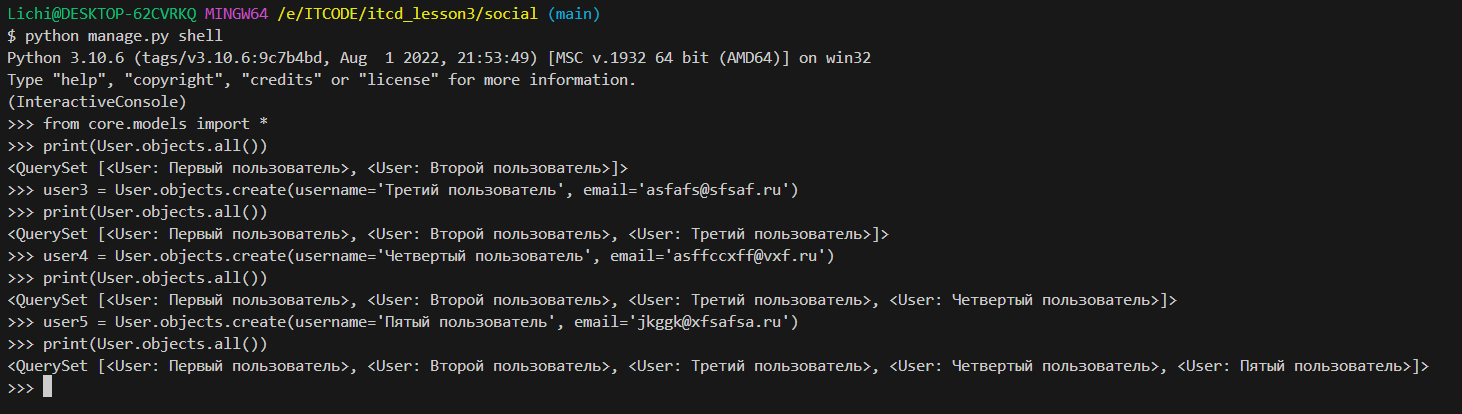 Lichi@DESKTOP-62CVRKQ MINGW64 /e/ITCODE/itcd_lesson3/social (main)
$ python manage.py shell
Python 3.10.6 (tags/v3.10.6:9c7b4bd, Aug  1 2022, 21:53:49) [MSC v.1932 64 bit (AMD64)] on win32
Type "help", "copyright", "credits" or "license" for more information.
(InteractiveConsole)
>>> from core.models import *
>>> print(User.objects.all())
<QuerySet [<User: Первый пользователь>, <User: Второй пользователь>]>
>>> user3 = User.objects.create(username='Третий пользователь', email='asfafs@sfsaf.ru')
>>> print(User.objects.all())
<QuerySet [<User: Первый пользователь>, <User: Второй пользователь>, <User: Третий пользователь>]>
>>> user4 = User.objects.create(username='Четвертый пользователь', email='asffccxff@vxf.ru')
>>> print(User.objects.all())
<QuerySet [<User: Первый пользователь>, <User: Второй пользователь>, <User: Третий пользователь>, <User: Четвертый пользователь>]>
>>> user5 = User.objects.create(username='Пятый пользователь', email='jkggk@xfsafsa.ru')
>>> print(User.objects.all())
<QuerySet [<User: Первый пользователь>, <User: Второй пользователь>, <User: Третий пользователь>, <User: Четвертый пользователь>, <User: Пятый пользователь>]>
>>>